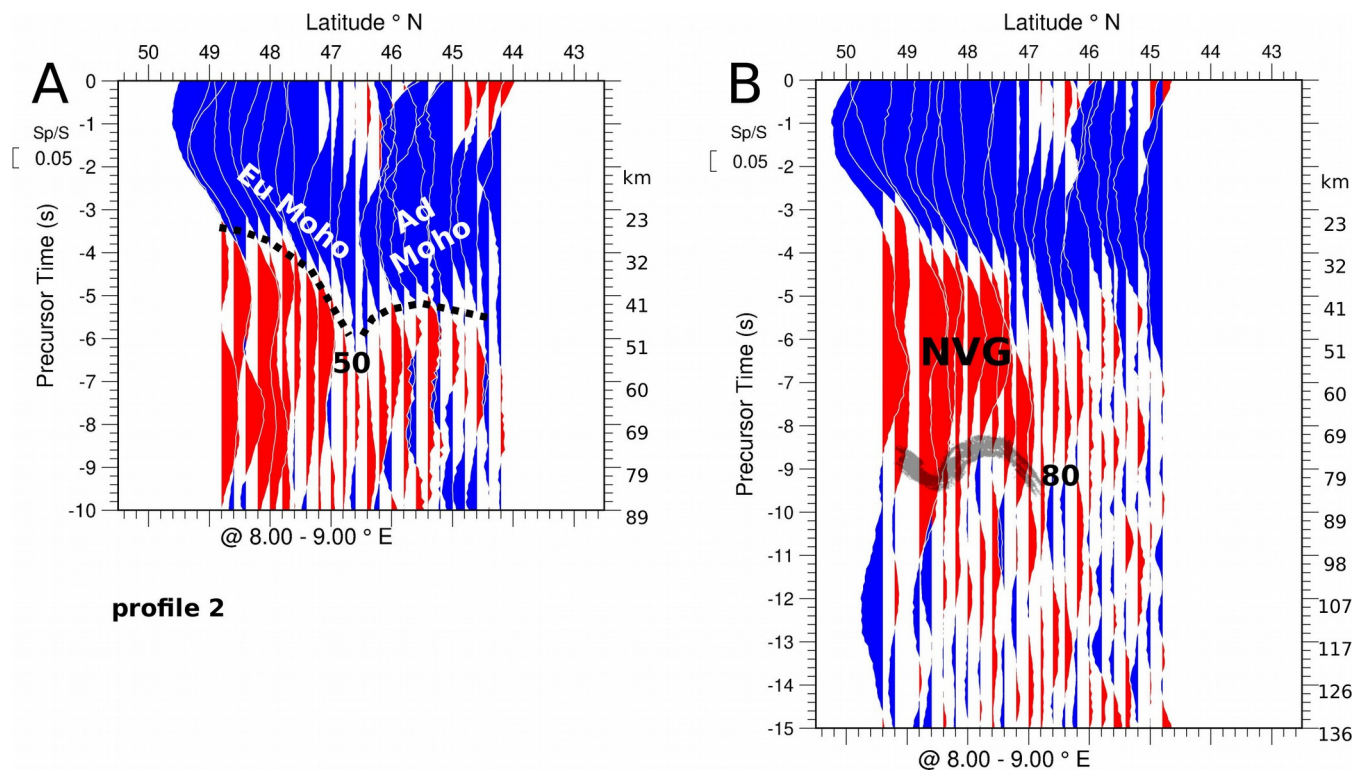 A
Latitude ° N
50 49 48 47 46 45 44 43
Sp/S
0.05
Precursor Time (s)
0
-1
-2
-3
-4
-5
-6
-7
-8
-9
-10
km
23
32
41
51
60
69
79
89
Eu Moho
Ad
Moho
50
@ 8.00 - 9.00 ° E
profile 2
B
Latitude ° N
50 49 48 47 46 45 44 43
Sp/S
0.05
Precursor Time (s)
0
-1
-2
-3
-4
-5
-6
-7
-8
-9
-10
-11
-12
-13
-14
-15
km
23
32
41
51
60
69
79
89
98
107
117
126
136
NVG
80
@ 8.00 - 9.00 ° E